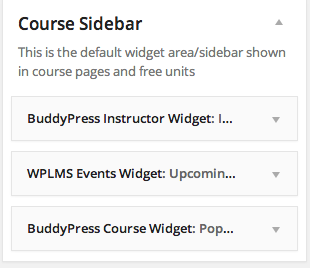 Course Sidebar
This is the default widget area/sidebar shown
in course pages and free units
BuddyPress Instructor Widget: I...
WPLMS Events Widget: Upcomin...
BuddyPress Course Widget: Pop...